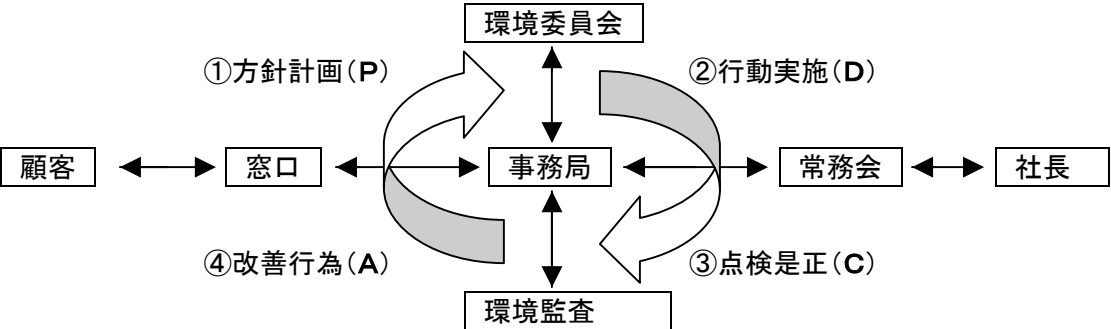 環境委員会
①方針計画(P)
②行動実施(D)
顧客
窓口
事務局
常務会
社長
④改善行為(A)
③点検是正(C)
環境監査